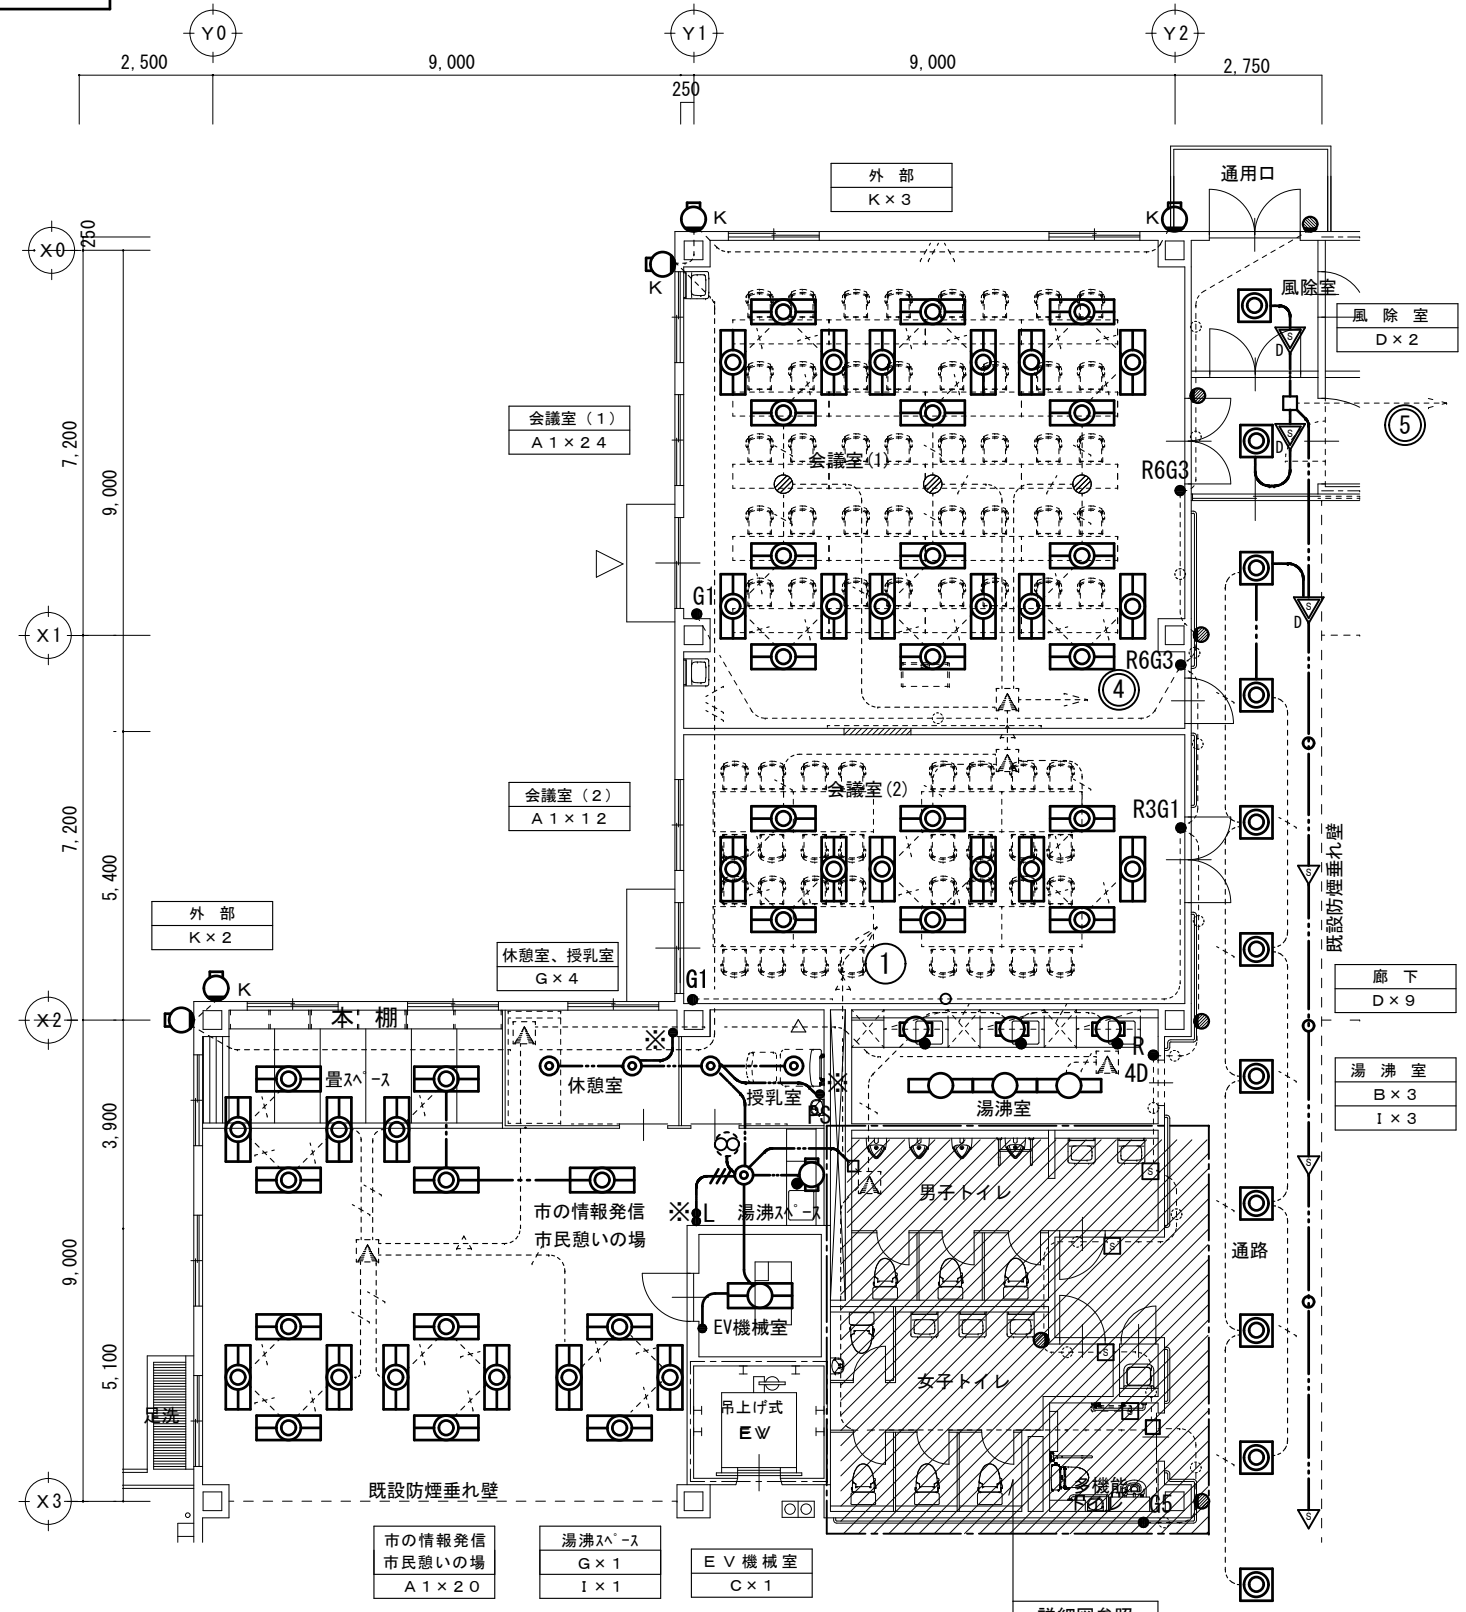 Y0
Y1
Y2
2,500
9,000
9,000
2,750
250
外 部
K×3
通用口
K
K
K
X0
250
風除室
風 除 室
D×2
D
D
S
S
5
会議室(1)
A1×24
会議室(1)
R6G3
7,200
9,000
G1
S
D
X1
R6G3
4
会議室(2)
A1×12
会議室(2)
R3G1
7,200
5,400
既設防煙垂れ壁
S
外 部
K×2
休憩室、授乳室
G×4
1
G1
K
廊 下
D×9
X2
本 棚
※
R
4D
畳スペース
休憩室
授乳室
※
PS
湯沸室
湯 沸 室
B×3
I×3
3,900
S
S
男子トイレ
市の情報発信
市民憩いの場
※L
湯沸スペース
通路
S
9,000
EV機械室
S
5,100
女子トイレ
足洗
吊上げ式
EW
S
多機能
トイレ
G5
X3
既設防煙垂れ壁
S
市の情報発信
市民憩いの場
A1×20
湯沸スペース
G×1
I×1
EV機械室
C×1
詳細図参照